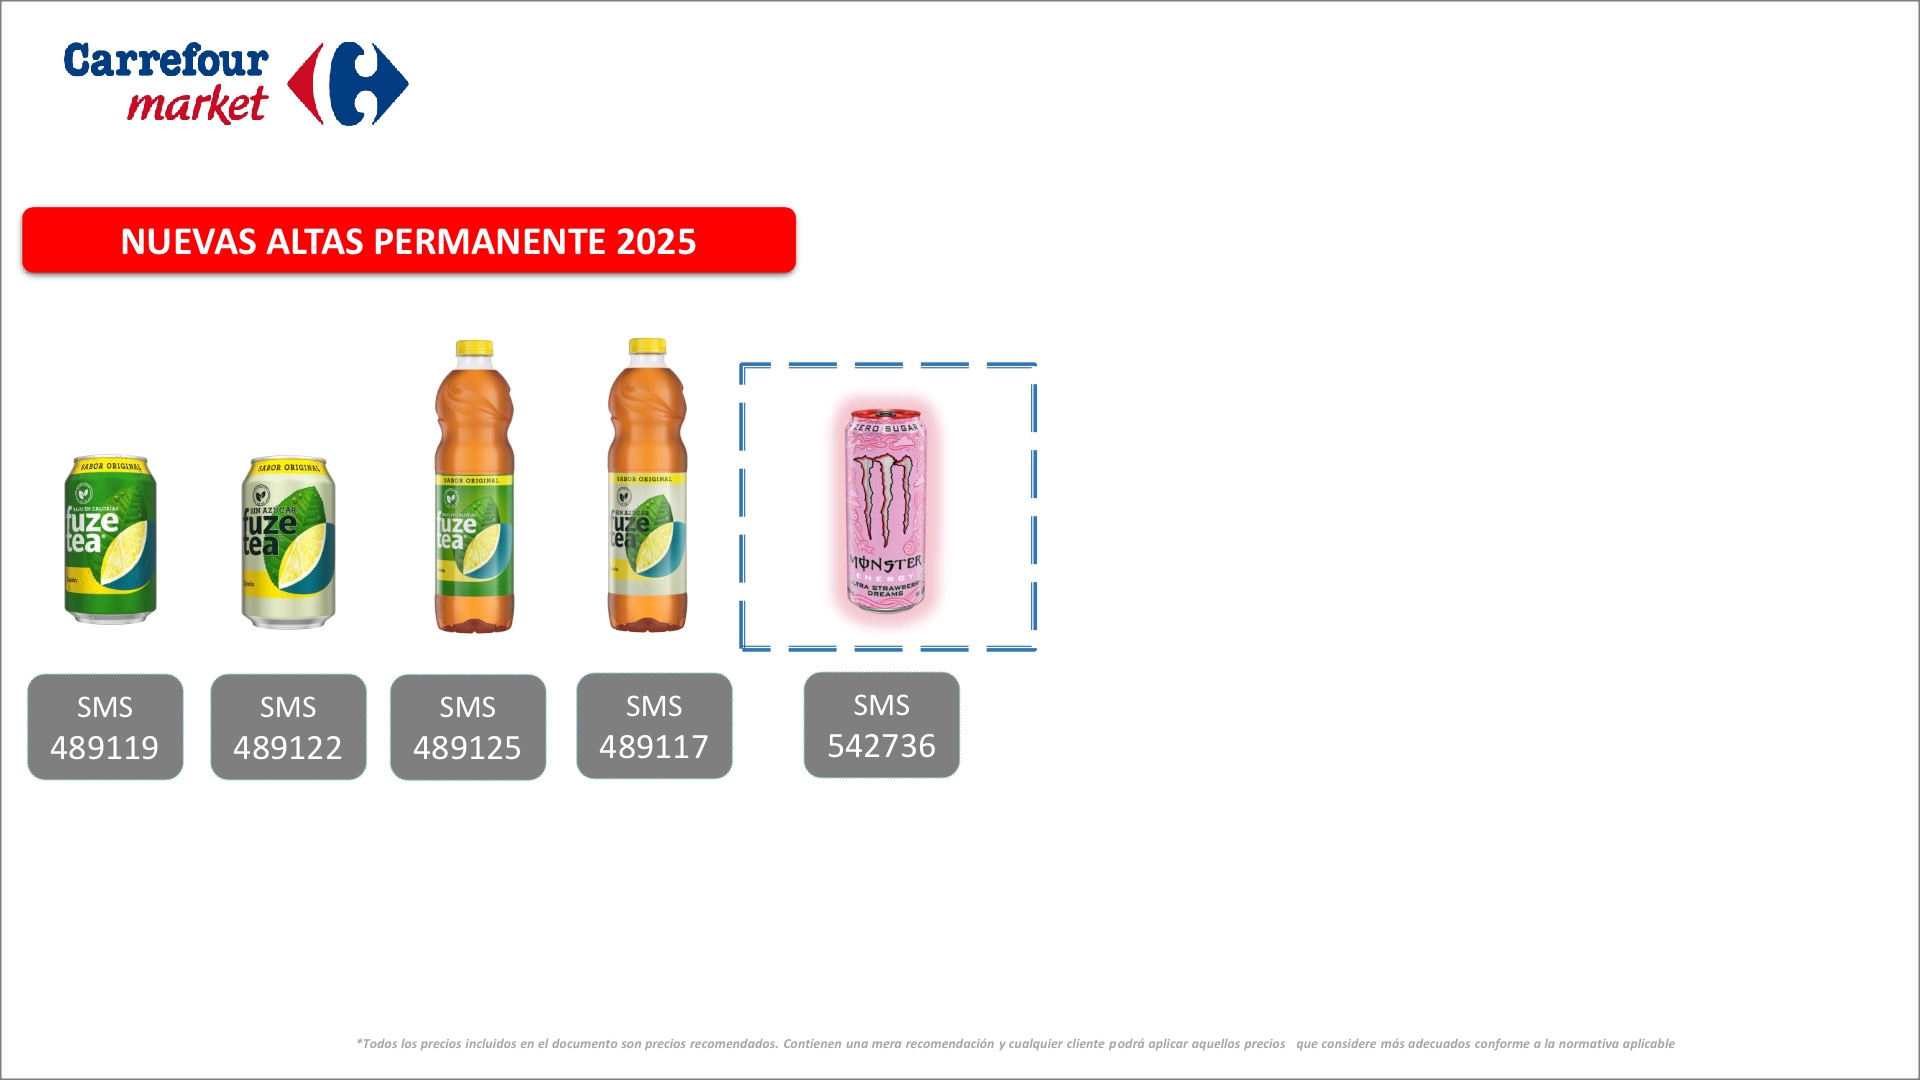 Carrefour
market
NUEVAS ALTAS PERMANENTE 2025
SABOR ORIGINAL
BAJO EN CALORÍAS
fuze
tea
Limón
SABOR ORIGINAL
SIN AZÚCAR
fuze
tea
Limón
SABOR ORIGINAL
BAJO EN CALORÍAS
fuze
tea
SABOR ORIGINAL
SIN AZÚCAR
fuze
tea
ZERO SUGAR
MONSTER
ENERGY
ULTRA STRAWBERRY
DREAMS
SMS
489119
SMS
489122
SMS
489125
SMS
489117
SMS
542736
*Todos los precios incluidos en el documento son precios recomendados. Contienen una mera recomendación y cualquier cliente podrá aplicar aquellos precios que considere más adecuados conforme a la normativa aplicable